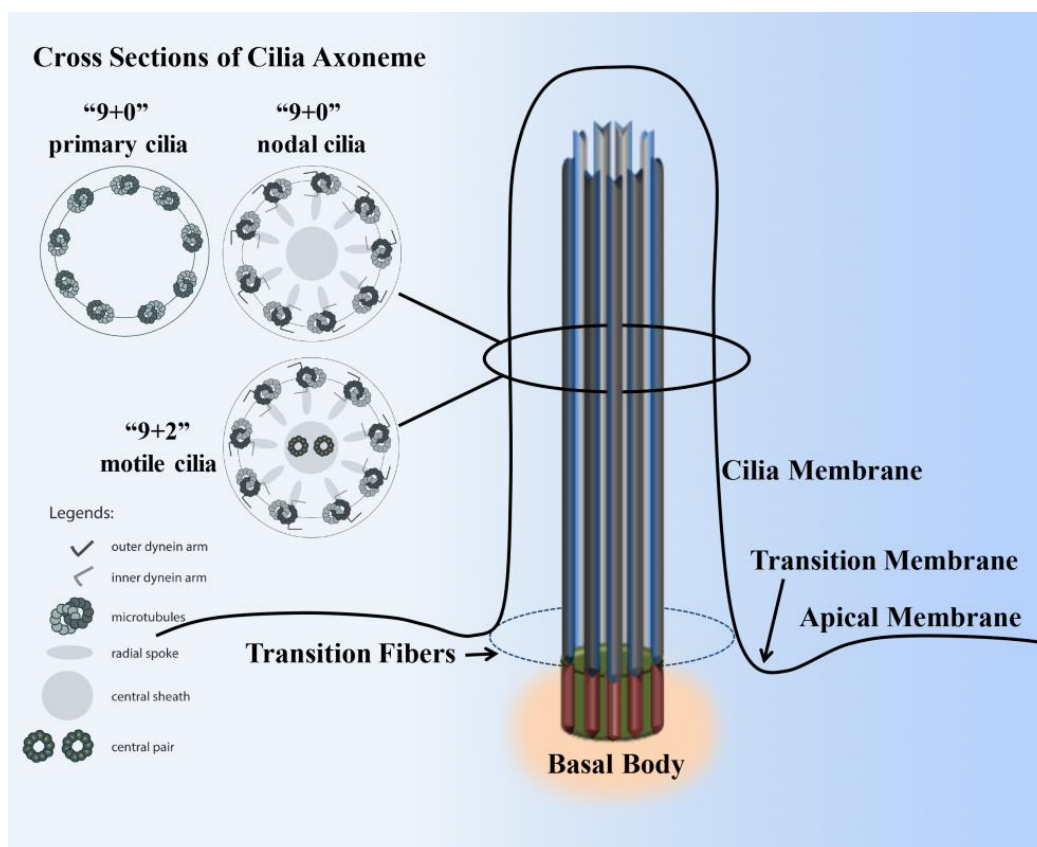 Cross Sections of Cilia Axoneme
“9+0”
primary cilia
“9+0”
nodal cilia
“9+2”
motile cilia
Legends:
outer dynein arm
inner dynein arm
microtubules
radial spoke
central sheath
central pair
Cilia Membrane
Transition Membrane
Apical Membrane
Transition Fibers
Basal Body